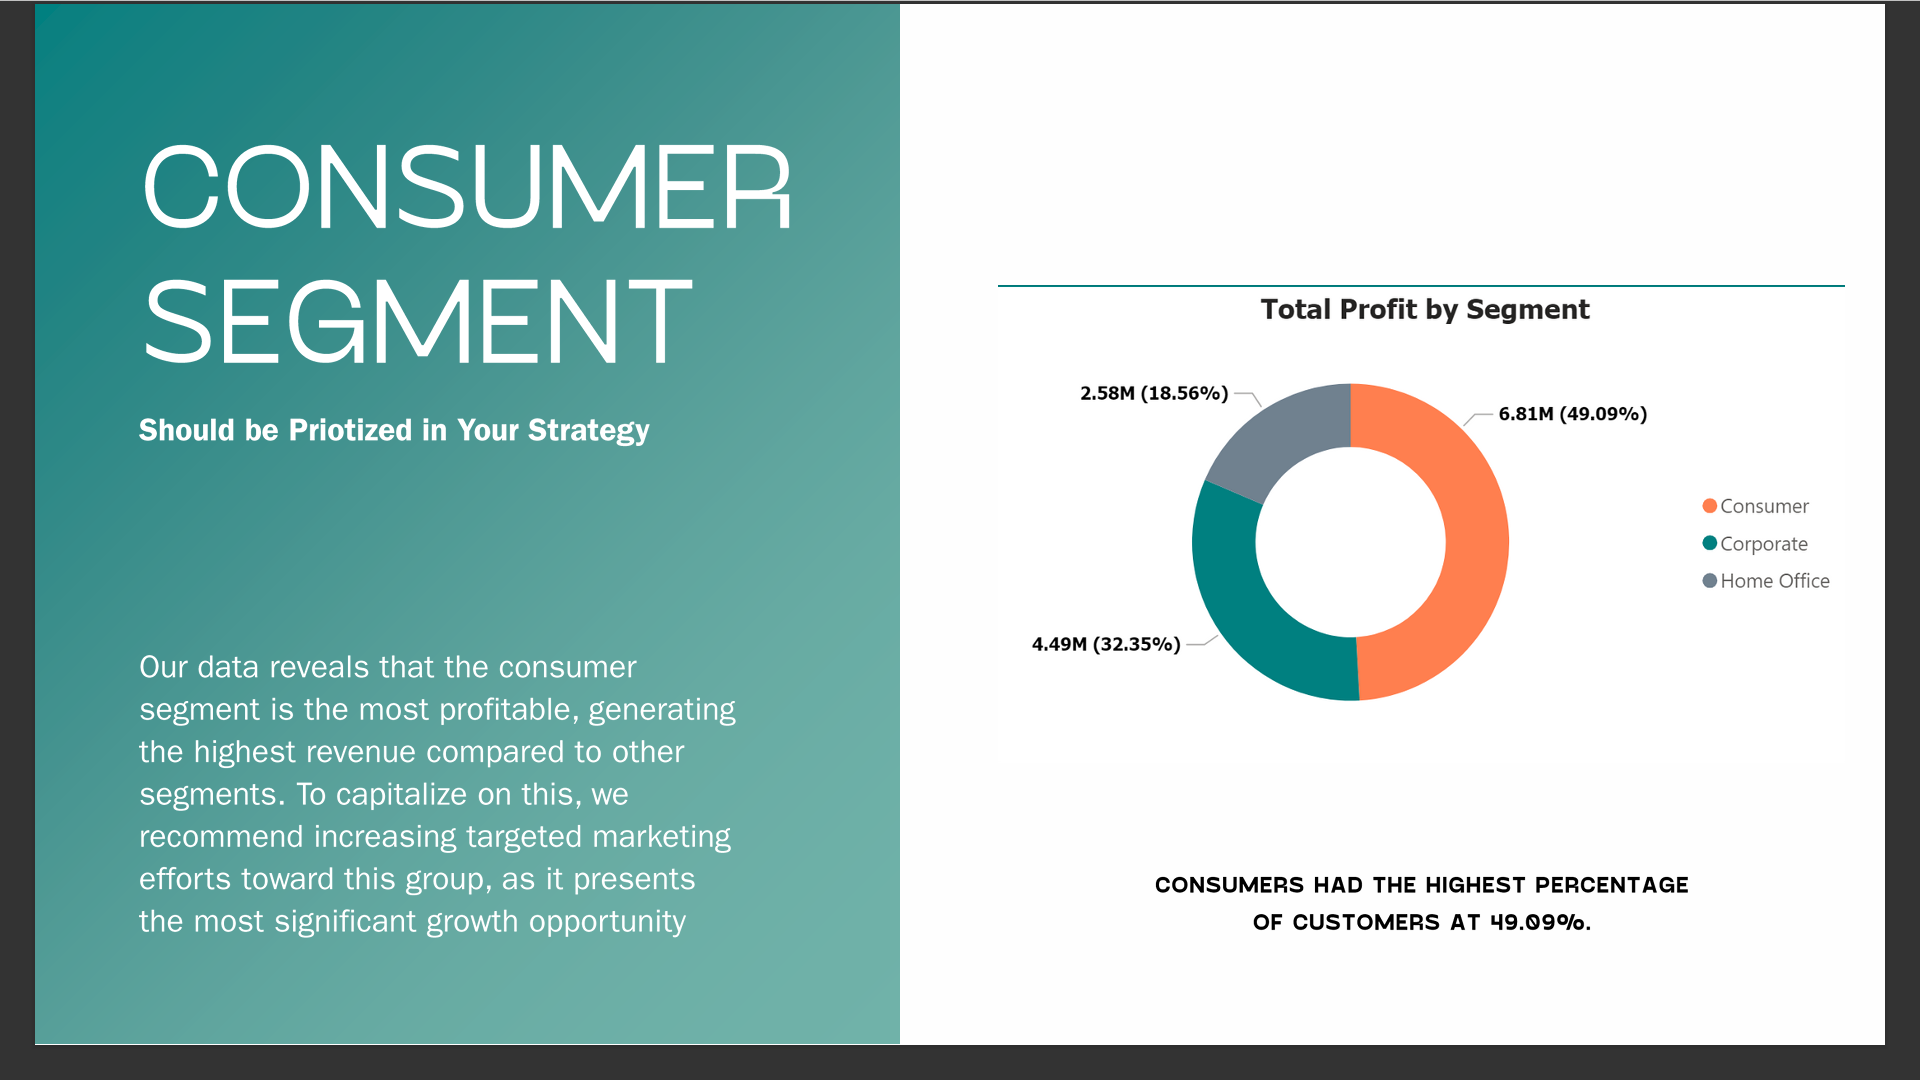 CONSUMER
SEGMENT
Should be Priotized in Your Strategy
Our data reveals that the consumer
segment is the most profitable, generating
the highest revenue compared to other
segments. To capitalize on this, we
recommend increasing targeted marketing
efforts toward this group, as it presents
the most significant growth opportunity
Total Profit by Segment
2.58M (18.56%)
6.81M (49.09%)
4.49M (32.35%)
Consumer
Corporate
Home Office
CONSUMERS HAD THE HIGHEST PERCENTAGE
OF CUSTOMERS AT 49.09%.